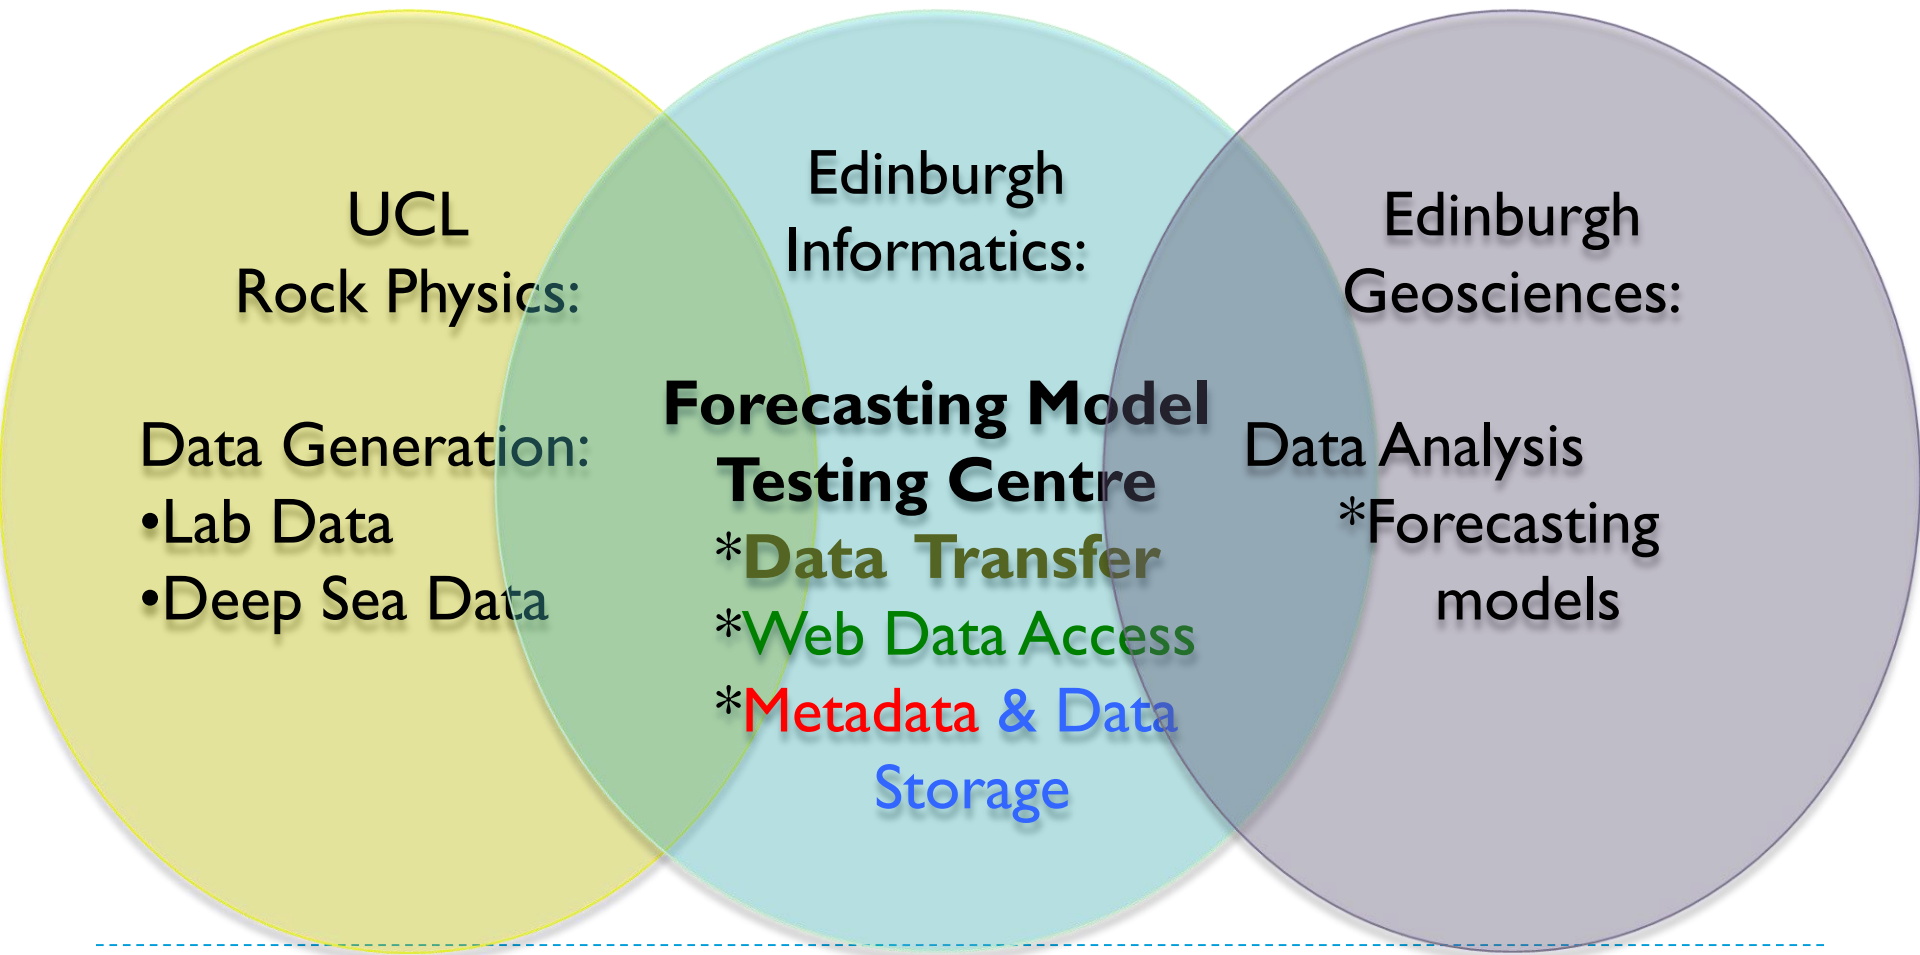 UCL
Rock Physics:
Data Generation:
•Lab Data
•Deep Sea Data
Edinburgh
Informatics:
Forecasting Model
Testing Centre
*Data Transfer
*Web Data Access
*Metadata & Data
Storage
Edinburgh
Geosciences:
Data Analysis
*Forecasting
models